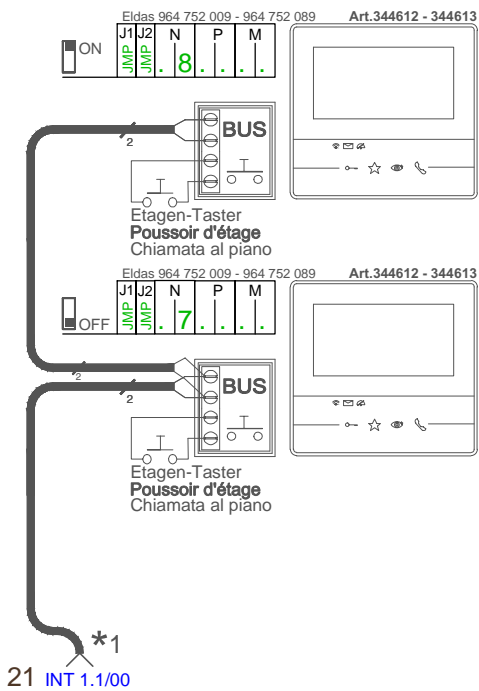 Eldas 964 752 009 - 964 752 089 Art.344612 - 344613
ON J1 J2 N P M
JMP JMP . 8 . . . .
BUS
2
Etagen-Taster
Poussoir d'étage
Chiamata al piano
Eldas 964 752 009 - 964 752 089 Art.344612 - 344613
J1 J2 N P M
OFF JMP JMP . 7 . . . .
2
2
BUS
Etagen-Taster
Poussoir d'étage
Chiamata al piano
*1
21 INT 1.1/00